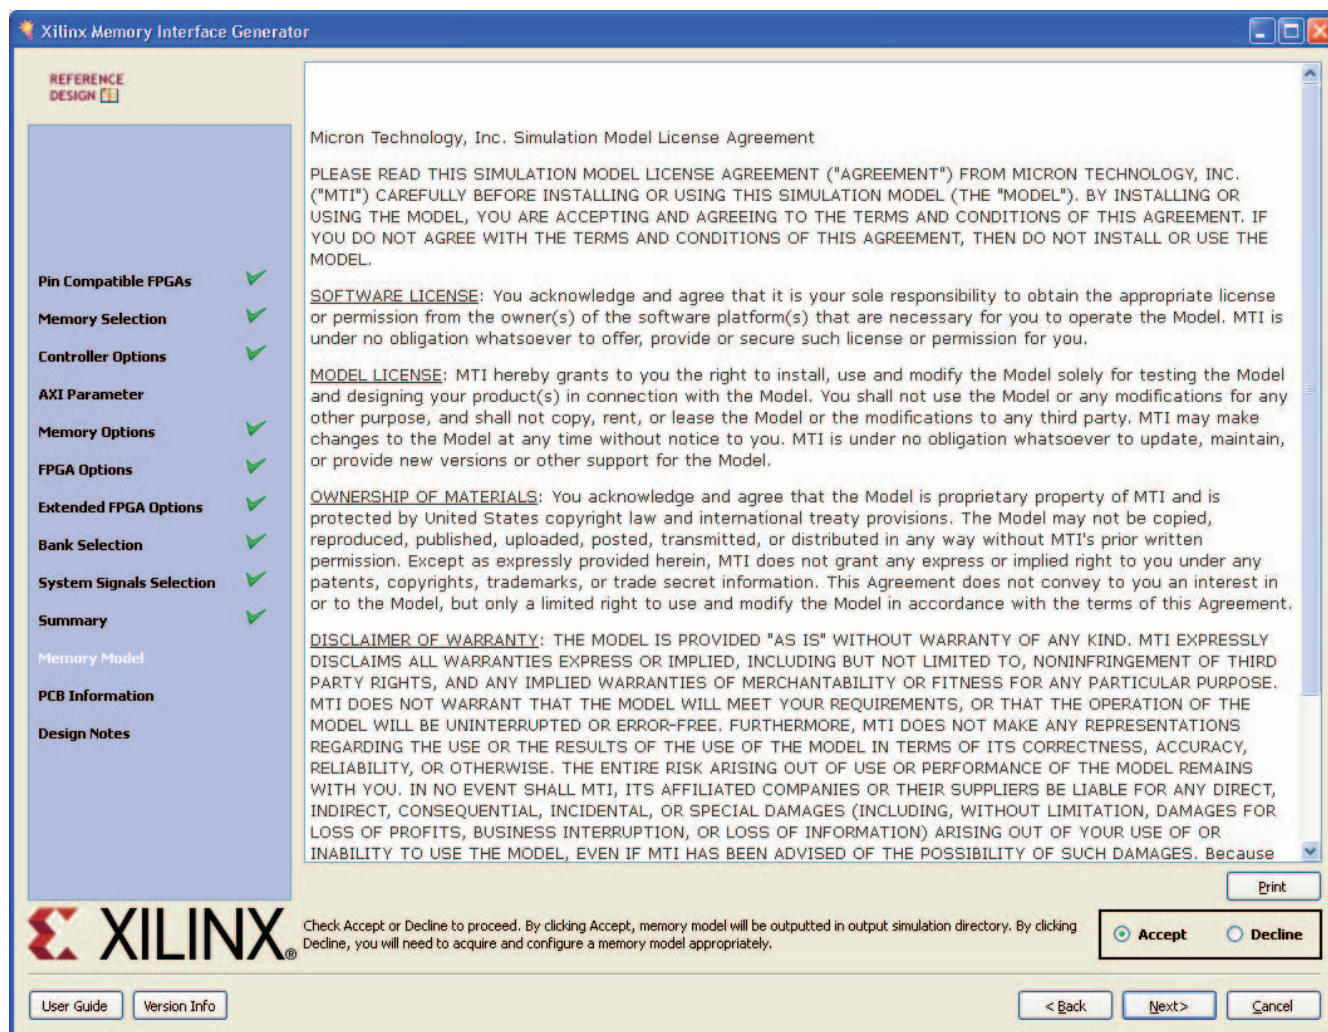 Xilinx Memory Interface Generator
REFERENCE
DESIGN
Pin Compatible FPGAs
Memory Selection
Controller Options
AXI Parameter
Memory Options
FPGA Options
Extended FPGA Options
Bank Selection
System Signals Selection
Summary
Memory Model
PCB Information
Design Notes
Micron Technology, Inc. Simulation Model License Agreement
PLEASE READ THIS SIMULATION MODEL LICENSE AGREEMENT ("AGREEMENT") FROM MICRON TECHNOLOGY, INC.
("MTI") CAREFULLY BEFORE INSTALLING OR USING THIS SIMULATION MODEL (THE "MODEL"). BY INSTALLING OR
USING THE MODEL, YOU ARE ACCEPTING AND AGREEING TO THE TERMS AND CONDITIONS OF THIS AGREEMENT. IF
YOU DO NOT AGREE WITH THE TERMS AND CONDITIONS OF THIS AGREEMENT, THEN DO NOT INSTALL OR USE THE
MODEL.
SOFTWARE LICENSE: You acknowledge and agree that it is your sole responsibility to obtain the appropriate license
or permission from the owner(s) of the software platform(s) that are necessary for you to operate the Model. MTI is
under no obligation whatsoever to offer, provide or secure such license or permission for you.
MODEL LICENSE: MTI hereby grants to you the right to install, use and modify the Model solely for testing the Model
and designing your product(s) in connection with the Model. You shall not use the Model or any modifications for any
other purpose, and shall not copy, rent, or lease the Model or the modifications to any third party. MTI may make
changes to the Model at any time without notice to you. MTI is under no obligation whatsoever to update, maintain,
or provide new versions or other support for the Model.
OWNERSHIP OF MATERIALS: You acknowledge and agree that the Model is proprietary property of MTI and is
protected by United States copyright law and international treaty provisions. The Model may not be copied,
reproduced, published, uploaded, posted, transmitted, or distributed in any way without MTI's prior written
permission. Except as expressly provided herein, MTI does not grant any express or implied right to you under any
patents, copyrights, trademarks, or trade secret information. This Agreement does not convey to you an interest in
or to the Model, but only a limited right to use and modify the Model in accordance with the terms of this Agreement.
DISCLAIMER OF WARRANTY: THE MODEL IS PROVIDED "AS IS" WITHOUT WARRANTY OF ANY KIND. MTI EXPRESSLY
DISCLAIMS ALL WARRANTIES EXPRESS OR IMPLIED, INCLUDING BUT NOT LIMITED TO, NONINFRINGEMENT OF THIRD
PARTY RIGHTS, AND ANY IMPLIED WARRANTIES OF MERCHANTABILITY OR FITNESS FOR ANY PARTICULAR PURPOSE.
MTI DOES NOT WARRANT THAT THE MODEL WILL MEET YOUR REQUIREMENTS, OR THAT THE OPERATION OF THE
MODEL WILL BE UNINTERRUPTED OR ERROR-FREE. FURTHERMORE, MTI DOES NOT MAKE ANY REPRESENTATIONS
REGARDING THE USE OR THE RESULTS OF THE USE OF THE MODEL IN TERMS OF ITS CORRECTNESS, ACCURACY,
RELIABILITY, OR OTHERWISE. THE ENTIRE RISK ARISING OUT OF USE OR PERFORMANCE OF THE MODEL REMAINS
WITH YOU. IN NO EVENT SHALL MTI, ITS AFFILIATED COMPANIES OR THEIR SUPPLIERS BE LIABLE FOR ANY DIRECT,
INDIRECT, CONSEQUENTIAL, INCIDENTAL, OR SPECIAL DAMAGES (INCLUDING, WITHOUT LIMITATION, DAMAGES FOR
LOSS OF PROFITS, BUSINESS INTERRUPTION, OR LOSS OF INFORMATION) ARISING OUT OF YOUR USE OF OR
INABILITY TO USE THE MODEL, EVEN IF MTI HAS BEEN ADVISED OF THE POSSIBILITY OF SUCH DAMAGES. Because
Print
XILINX®
Check Accept or Decline to proceed. By clicking Accept, memory model will be outputted in output simulation directory. By clicking
Decline, you will need to acquire and configure a memory model appropriately.
Accept
Decline
User Guide
Version Info
< Back
Next>
Cancel